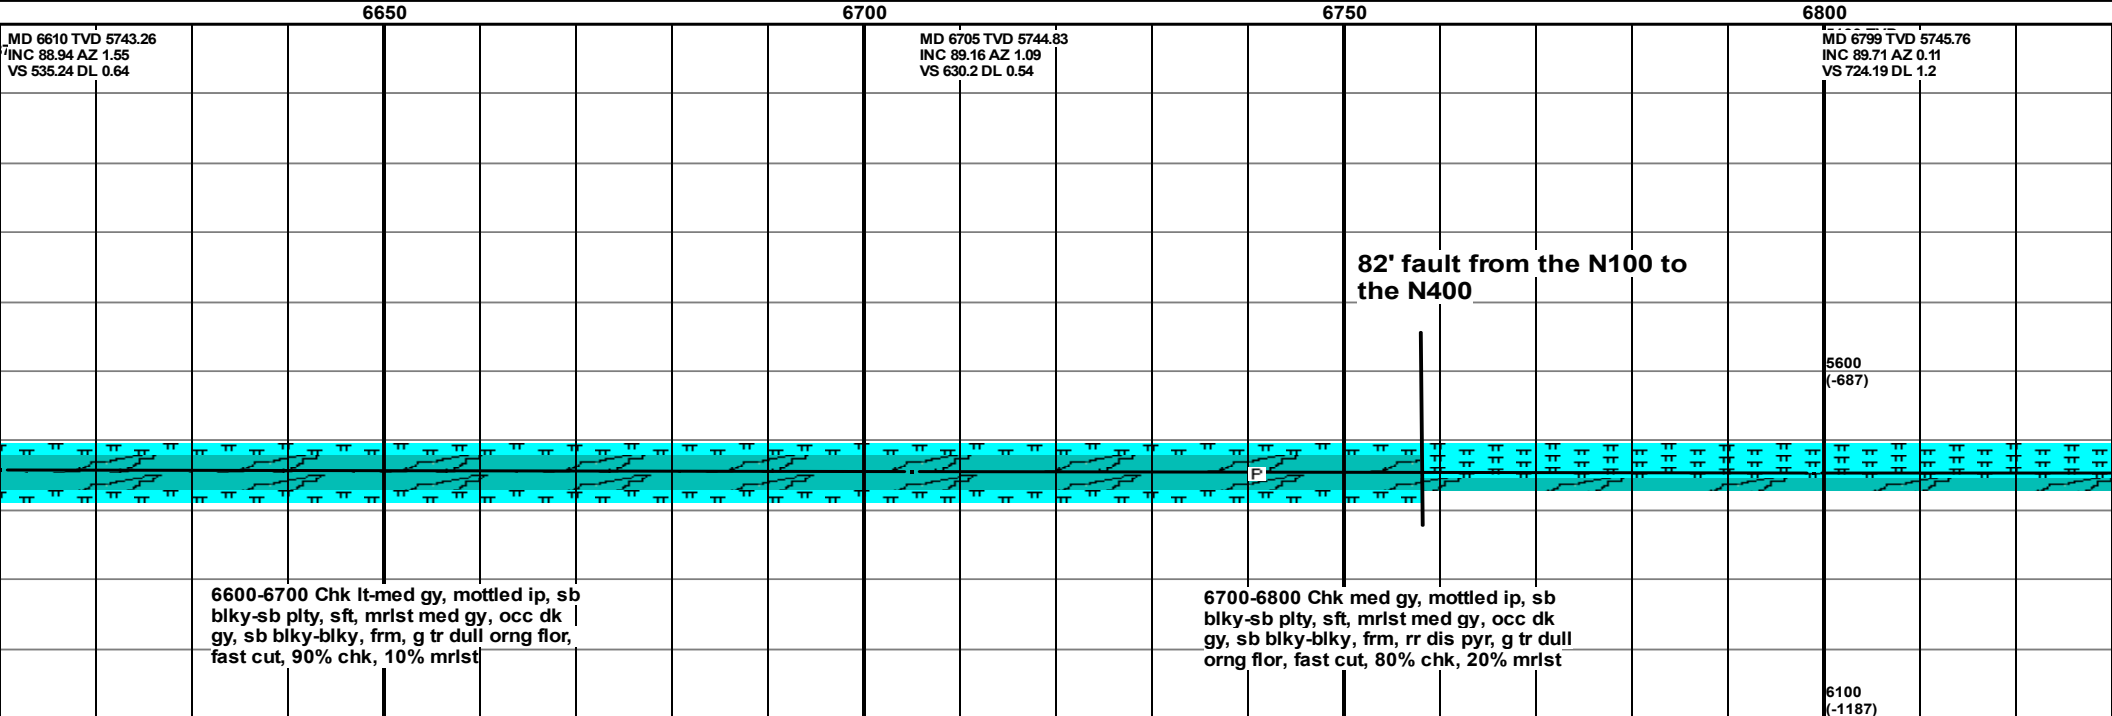 6650 6700 6750 6800
MD 6610 TVD 5743.26
INC 88.94 AZ 1.55
VS 535.24 DL 0.64
MD 6705 TVD 5744.83
INC 89.16 AZ 1.09
VS 630.2 DL 0.54
MD 6799 TVD 5745.76
INC 89.71 AZ 0.11
VS 724.19 DL 1.2
82' fault from the N100 to
the N400
5600
(-687)
P
6600-6700 Chk lt-med gy, mottled ip, sb
blky-sb plty, sft, mrlst med gy, occ dk
gy, sb blky-blky, frm, g tr dull orng flor,
fast cut, 90% chk, 10% mrlst
6700-6800 Chk med gy, mottled ip, sb
blky-sb plty, sft, mrlst med gy, occ dk
gy, sb blky-blky, frm, rr dis pyr, g tr dull
orng flor, fast cut, 80% chk, 20% mrlst
6100
(-1187)